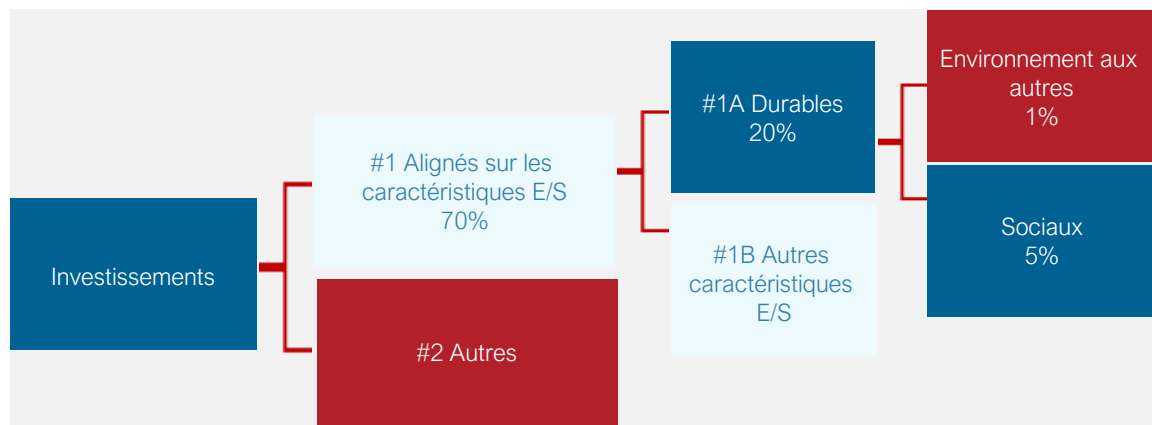 Investissements
#1 Alignés sur les
caractéristiques E/S
70%
#2 Autres
#1A Durables
20%
#1B Autres
caractéristiques
E/S
Environnement aux
autres
1%
Sociaux
5%